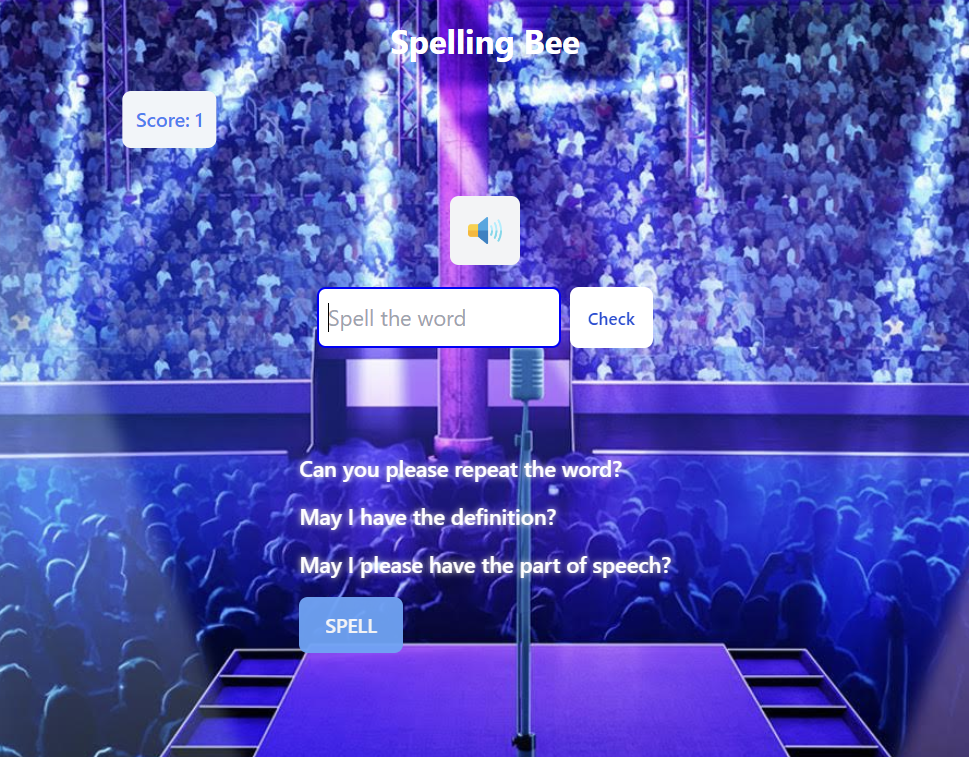 Spelling Bee
Score: 1
Spell the word
Check
Can you please repeat the word?
May I have the definition?
May I please have the part of speech?
SPELL